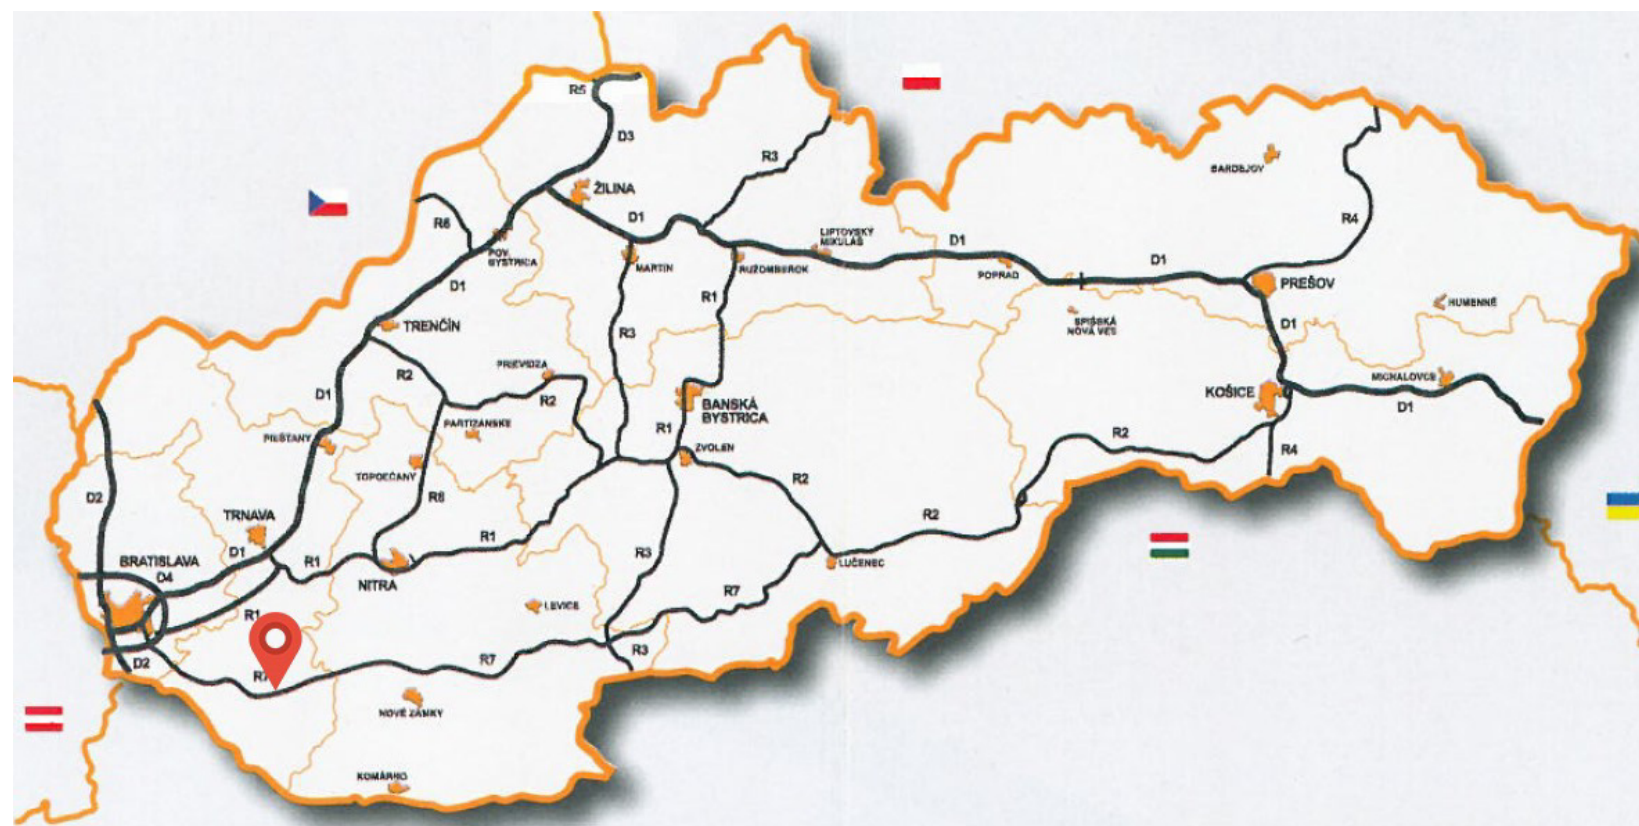 R5
D3
R3
BARDEJOV
ŽILINA
R6
D1
R4
LIPTOVSKÝ
MIKULÁŠ
D1
POV.
BYSTRICA
MARTIN
RUŽOMBEROK
POPRAD
D1
PREŠOV
D1
R1
HUMENNÉ
TRENČÍN
R3
SPIŠSKÁ
NOVÁ VES
D1
PRIEVIDZA
R2
D1
R2
KOŠICE
MICHALOVCE
D1
BANSKÁ
BYSTRICA
PARTIZÁNSKE
R1
R2
PIEŠŤANY
ZVOLEN
R4
TOPOĽČANY
R2
D2
R8
TRNAVA
R2
R1
D1
BRATISLAVA
D4
R1
R3
NITRA
LUČENEC
R7
LEVICE
R1
R3
D2
R7
R7
NOVÉ ZÁMKY
KOMÁRNO